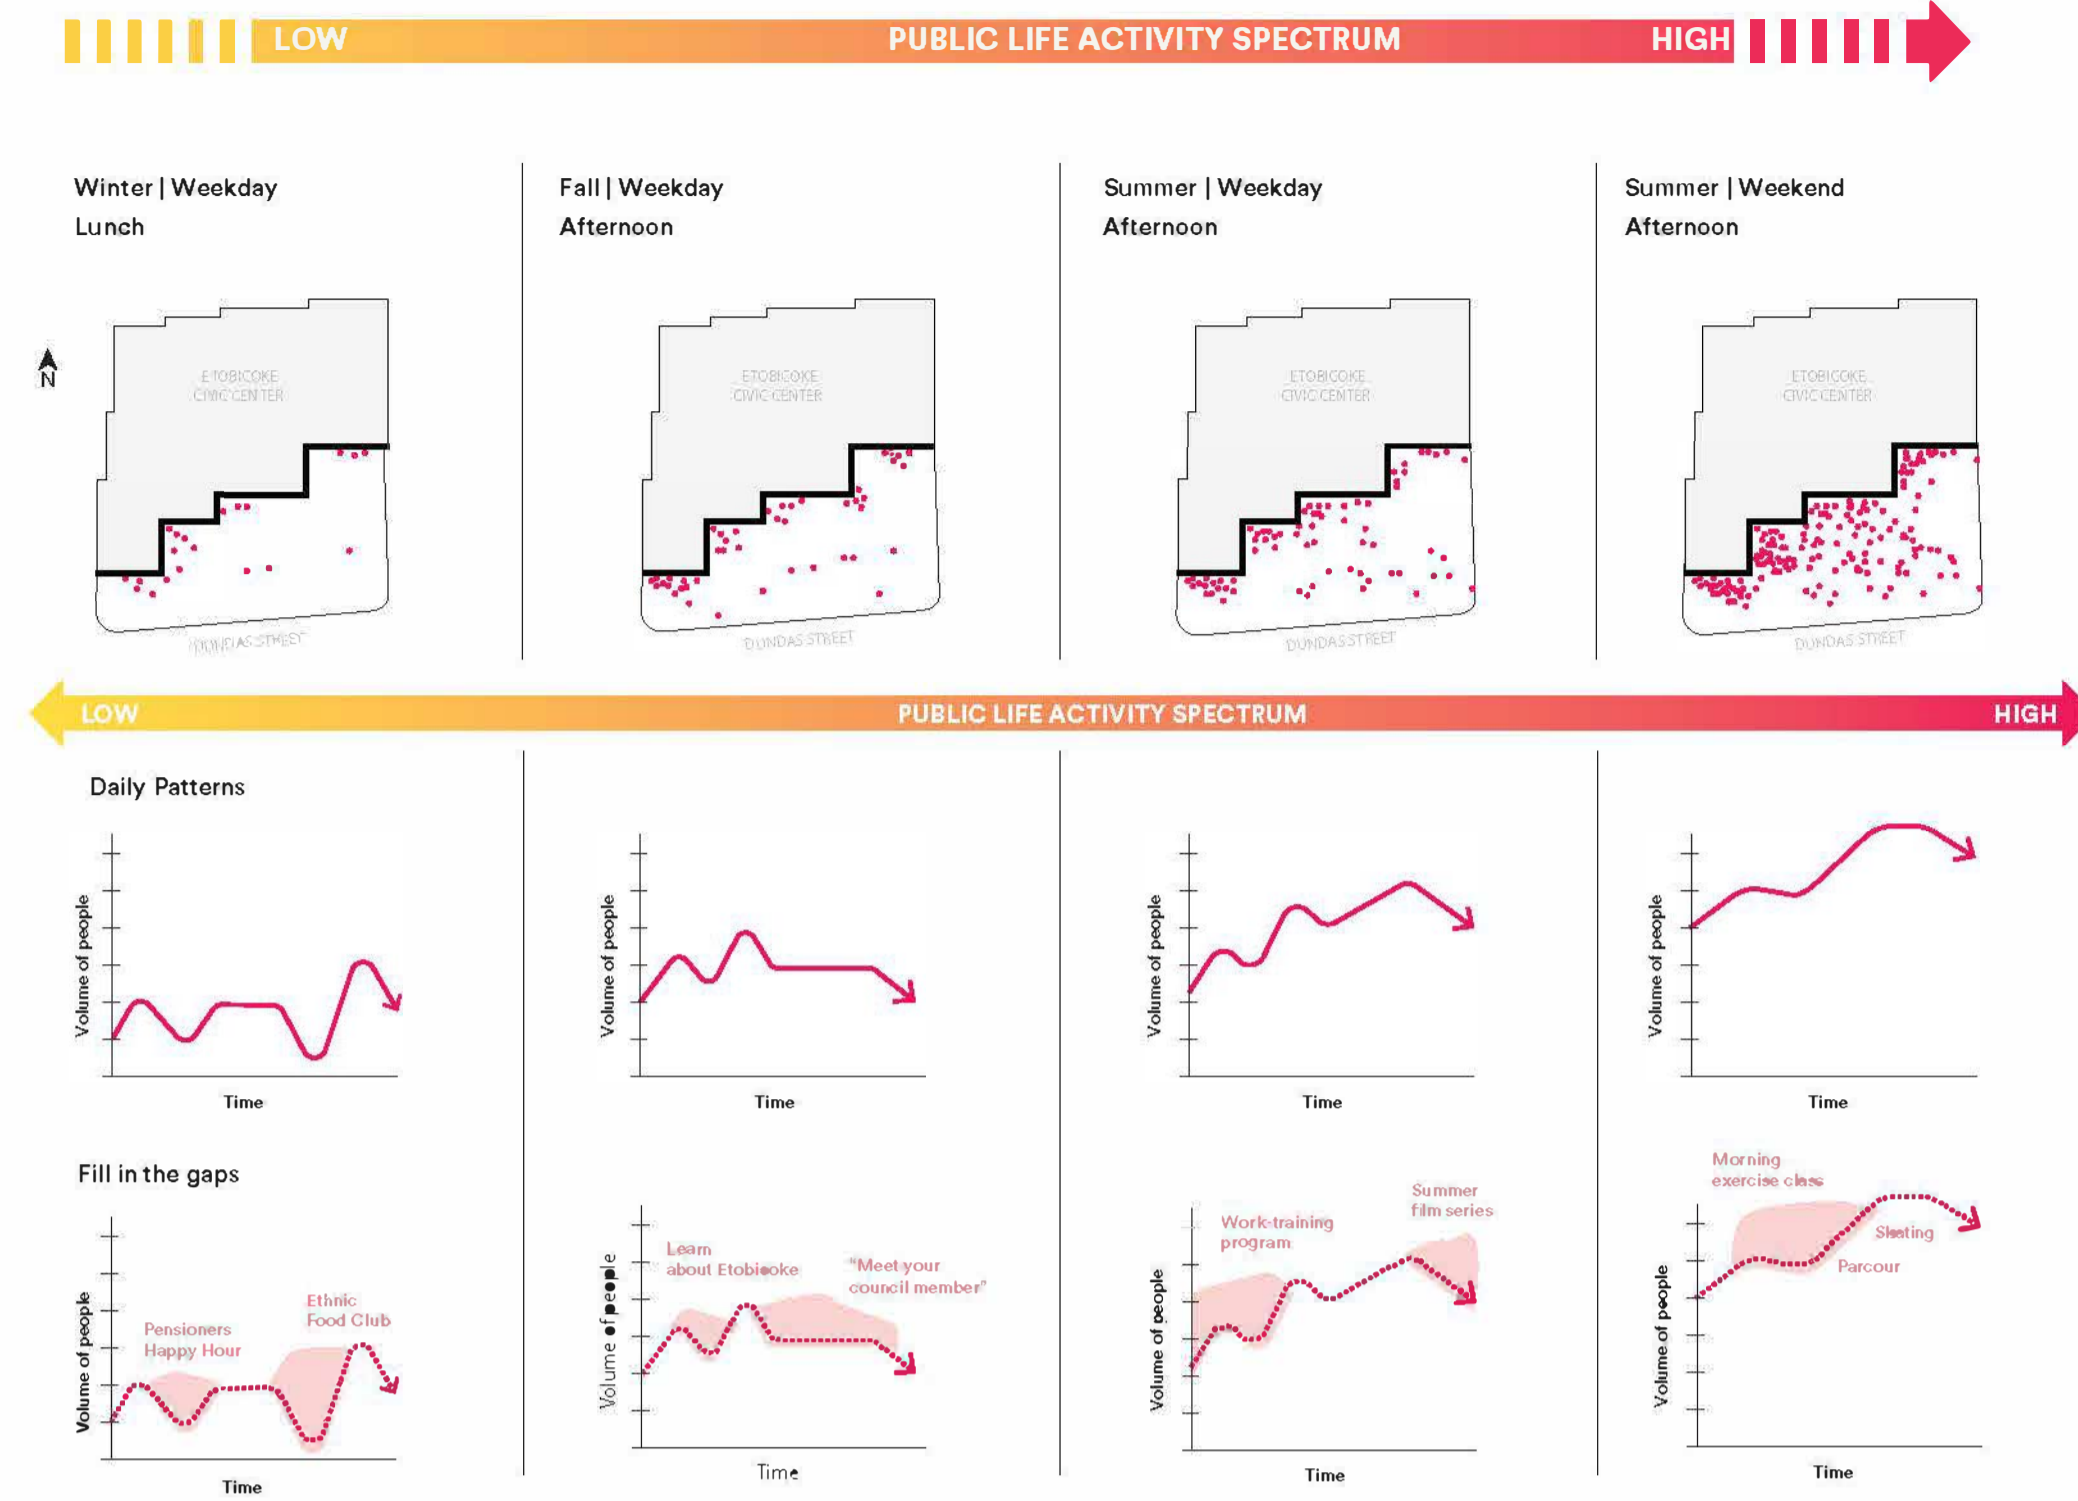 LOW PUBLIC LIFE ACTIVITY SPECTRUM HIGH
Winter | Weekday
Lunch
Fall | Weekday
Afternoon
Summer | Weekday
Afternoon
Summer | Weekend
Afternoon
N
ETOBICOKE
CIVIC CENTER
DUNDAS STREET
ETOBICOKE
CIVIC CENTER
DUNDAS STREET
ETOBICOKE
CIVIC CENTER
DUNDAS STREET
ETOBICOKE
CIVIC CENTER
DUNDAS STREET
LOW PUBLIC LIFE ACTIVITY SPECTRUM HIGH
Daily Patterns
Volume of people
Time
Volume of people
Time
Volume of people
Time
Volume of people
Time
Fill in the gaps
Volume of people
Pensioners
Happy Hour
Ethnic
Food Club
Time
Volume of people
Learn
about Etobicoke
"Meet your
council member"
Time
Volume of people
Work-training
program
Summer
film series
Time
Volume of people
Morning
exercise class
Skating
Parcour
Time